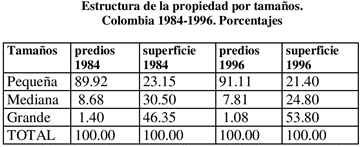 Estructura de la propiedad por tamaños.
Colombia 1984-1996. Porcentajes
Tamaños predios 1984 superficie 1984 predios 1996 superficie 1996
Pequeña 89.92 23.15 91.11 21.40
Mediana 8.68 30.50 7.81 24.80
Grande 1.40 46.35 1.08 53.80
TOTAL 100.00 100.00 100.00 100.00